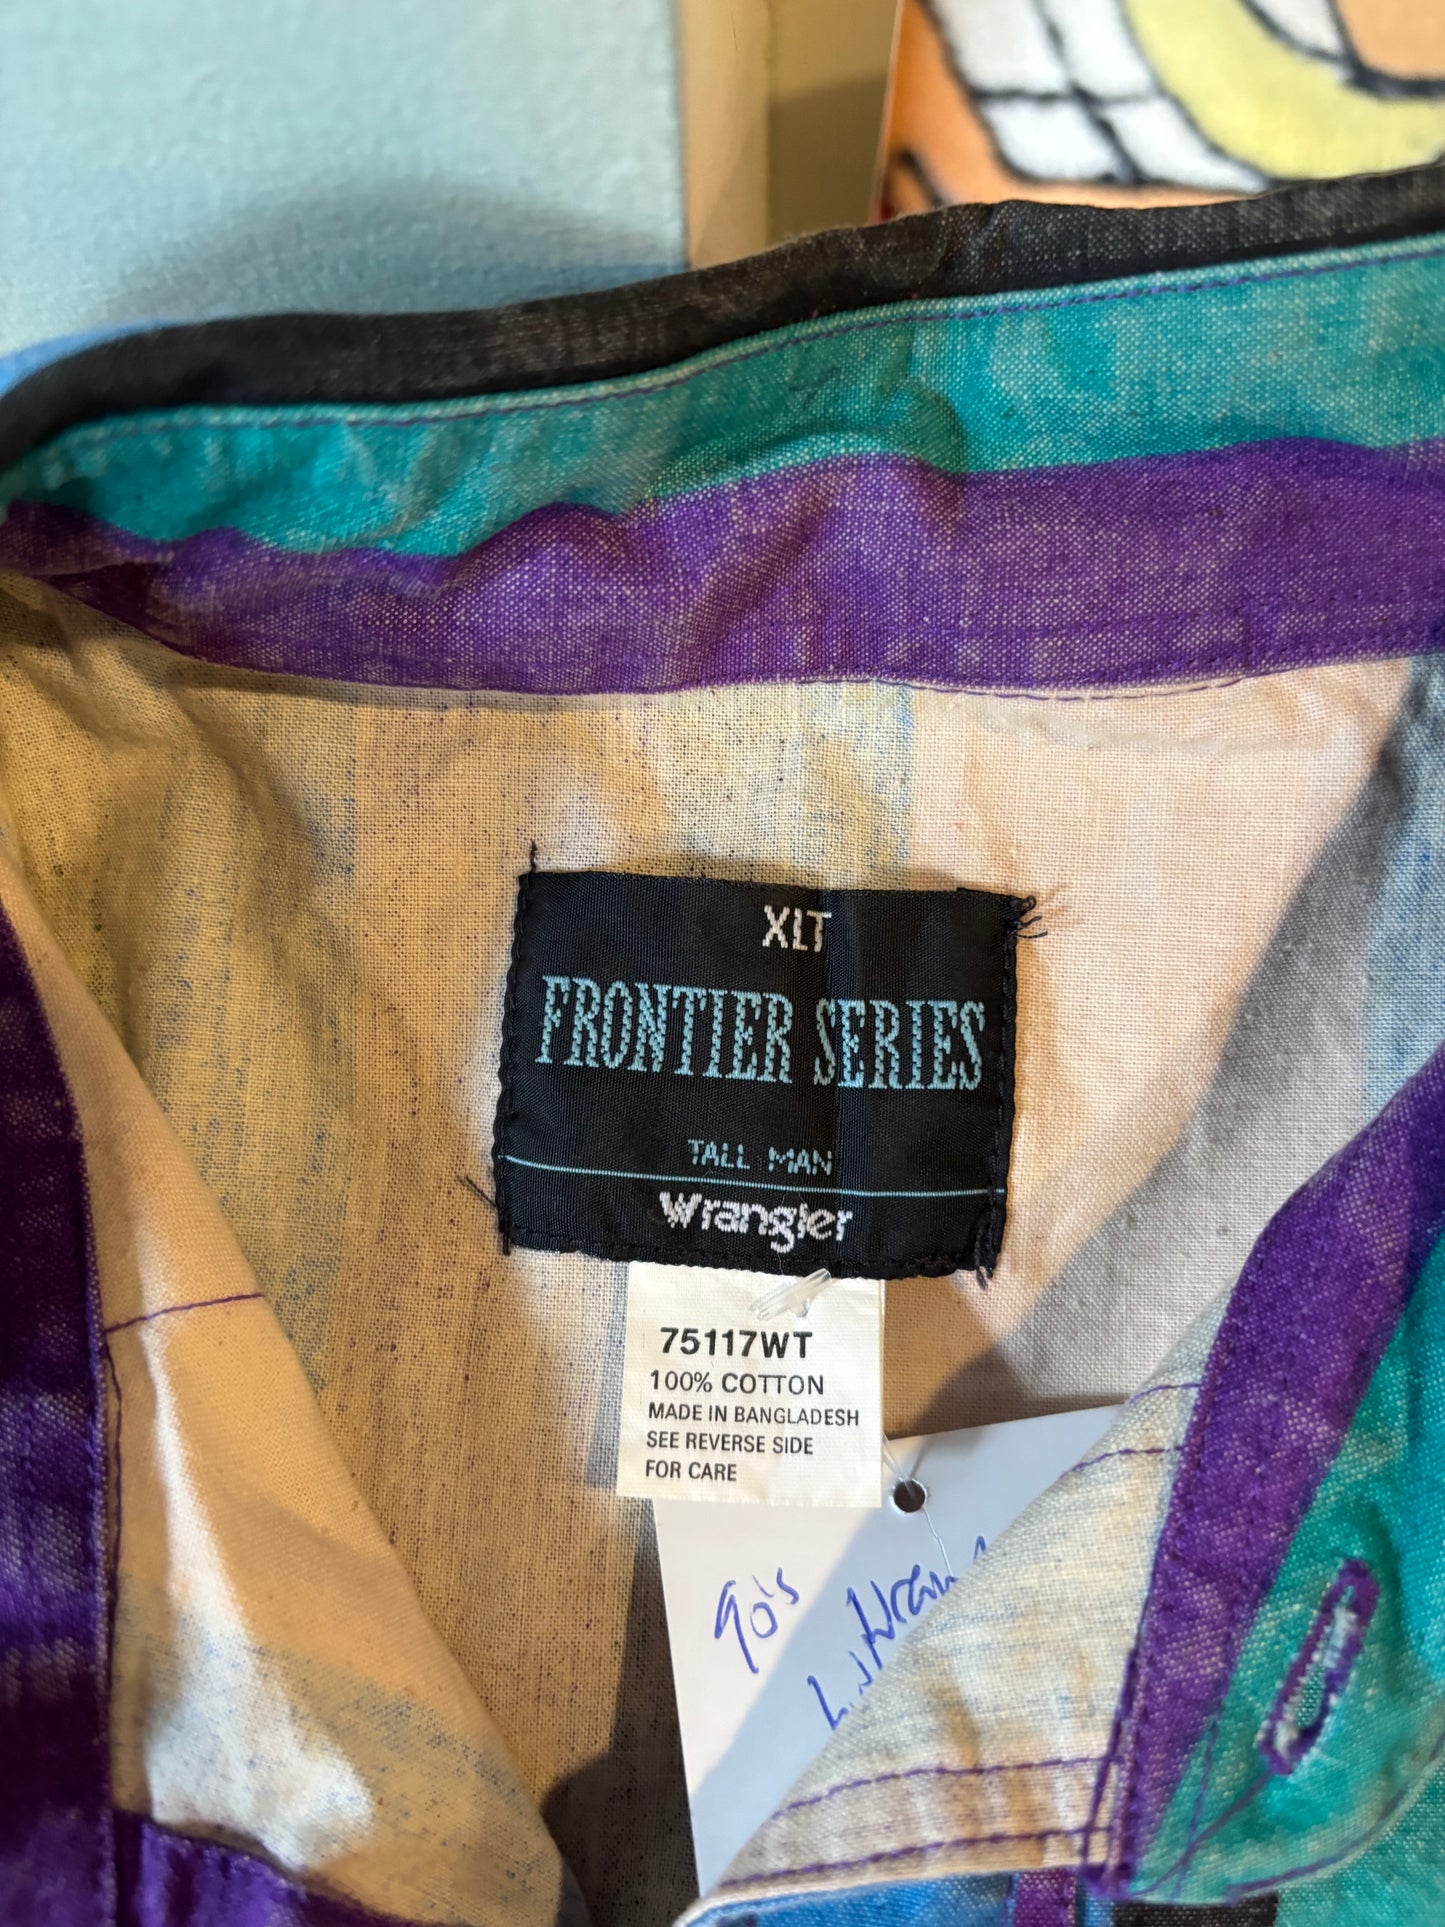 XLT
FRONTIER SERIES
TALL MAN
Wrangler
75117WT
100% COTTON
MADE IN BANGLADESH
SEE REVERSE SIDE
FOR CARE
90's